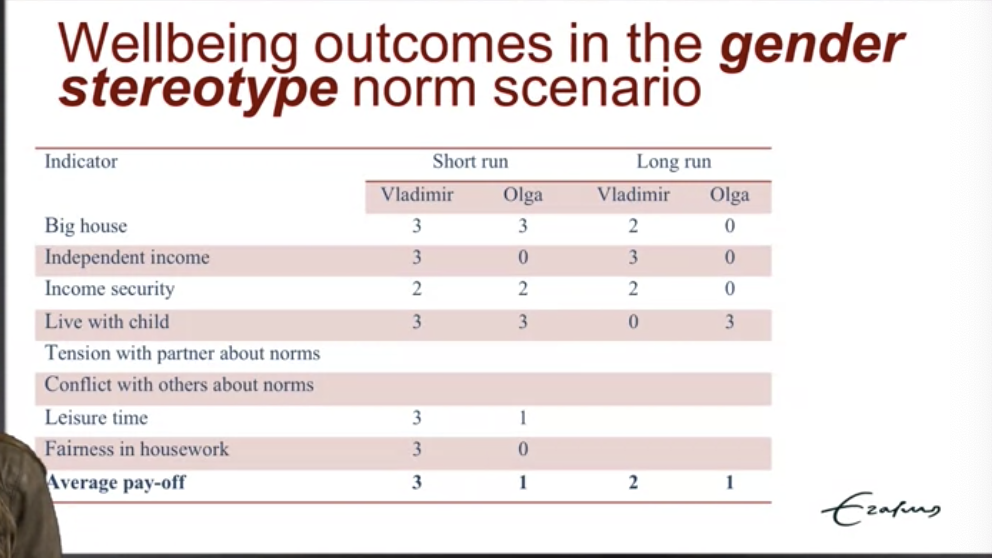 Wellbeing outcomes in the gender
stereotype norm scenario
Indicator Short run Long run
Vladimir Olga Vladimir Olga
Big house 3 3 2 0
Independent income 3 0 3 0
Income security 2 2 2 0
Live with child 3 3 0 3
Tension with partner about norms
Conflict with others about norms
Leisure time 3 1
Fairness in housework 3 0
Average pay-off 3 1 2 1
Erasmus